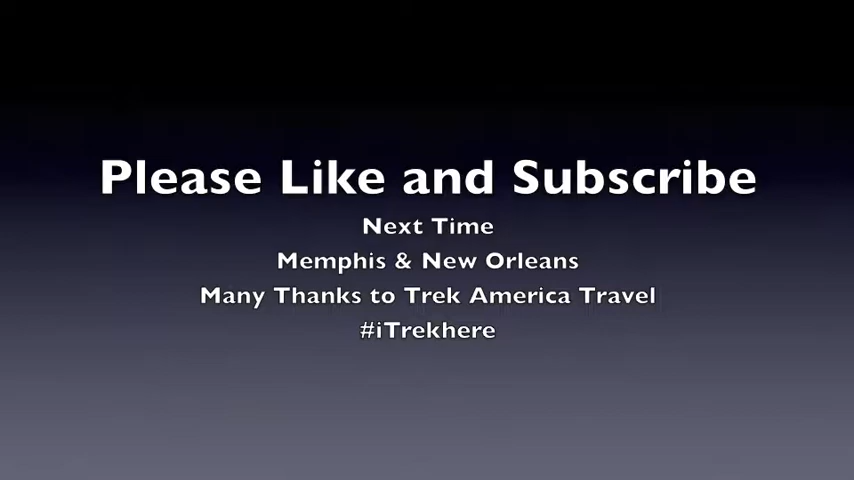 Please Like and Subscribe
Next Time
Memphis & New Orleans
Many Thanks to Trek America Travel
#iTrekhere